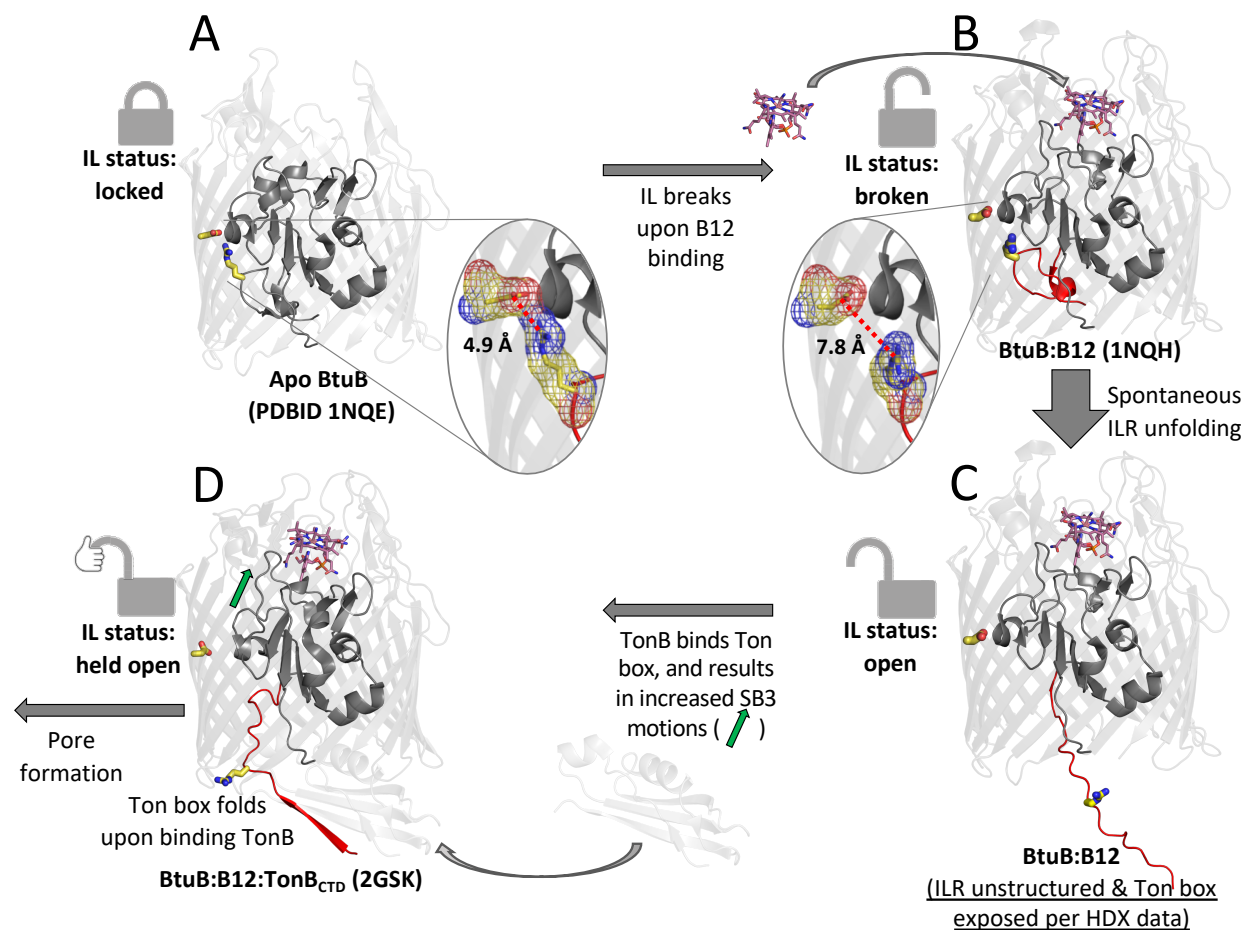 A
IL status:
locked
Apo BtuB
(PDBID 1NQE)
4.9 Å
IL breaks
upon B12
binding
B
IL status:
broken
7.8 Å
BtuB:B12 (1NQH)
Spontaneous
ILR unfolding
C
IL status:
open
BtuB:B12
(ILR unstructured & Ton box
exposed per HDX data)
TonB binds Ton
box, and results
in increased SB3
motions ( )
D
IL status:
held open
Pore
formation
Ton box folds
upon binding TonB
BtuB:B12:TonBCTD (2GSK)